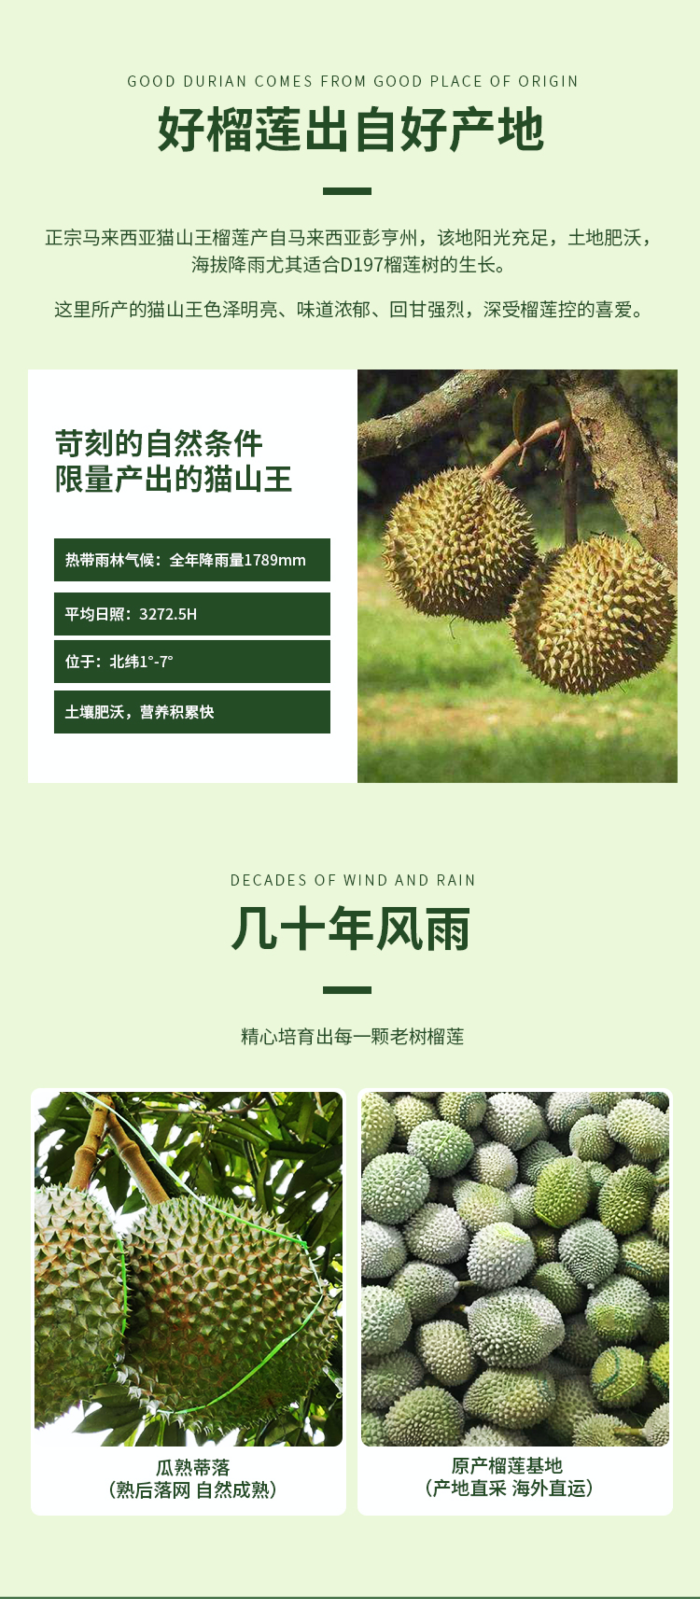 GOOD DURIAN COMES FROM GOOD PLACE OF ORIGIN
好榴莲出自好产地
正宗马来西亚猫山王榴莲产自马来西亚彭亨州，该地阳光充足，土地肥沃，
海拔降雨尤其适合D197榴莲树的生长。
这里所产的猫山王色泽明亮、味道浓郁、回甘强烈，深受榴莲控的喜爱。
苛刻的自然条件
限量产出的猫山王
热带雨林气候：全年降雨量1789mm
平均日照：3272.5H
位于：北纬1°-7°
土壤肥沃，营养积累快
DECADES OF WIND AND RAIN
几十年风雨
精心培育出每一颗老树榴莲
瓜熟蒂落
（熟后落网 自然成熟）
原产榴莲基地
（产地直采 海外直运）